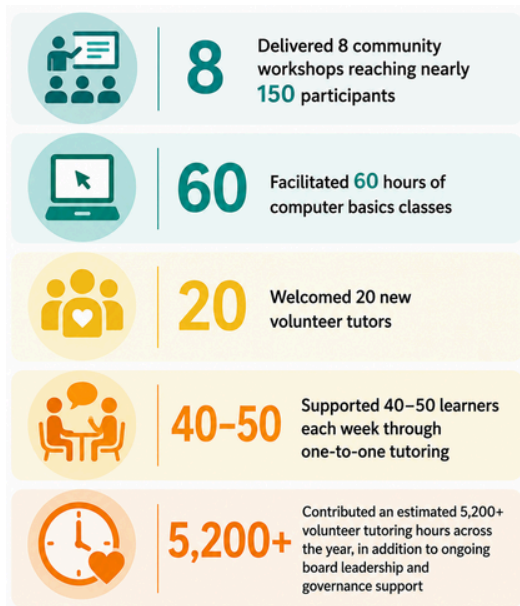 8
Delivered 8 community
workshops reaching nearly
150 participants
60
Facilitated 60 hours of
computer basics classes
20
Welcomed 20 new
volunteer tutors
40–50
Supported 40–50 learners
each week through
one-to-one tutoring
5,200+
Contributed an estimated 5,200+
volunteer tutoring hours across
the year, in addition to ongoing
board leadership and
governance support